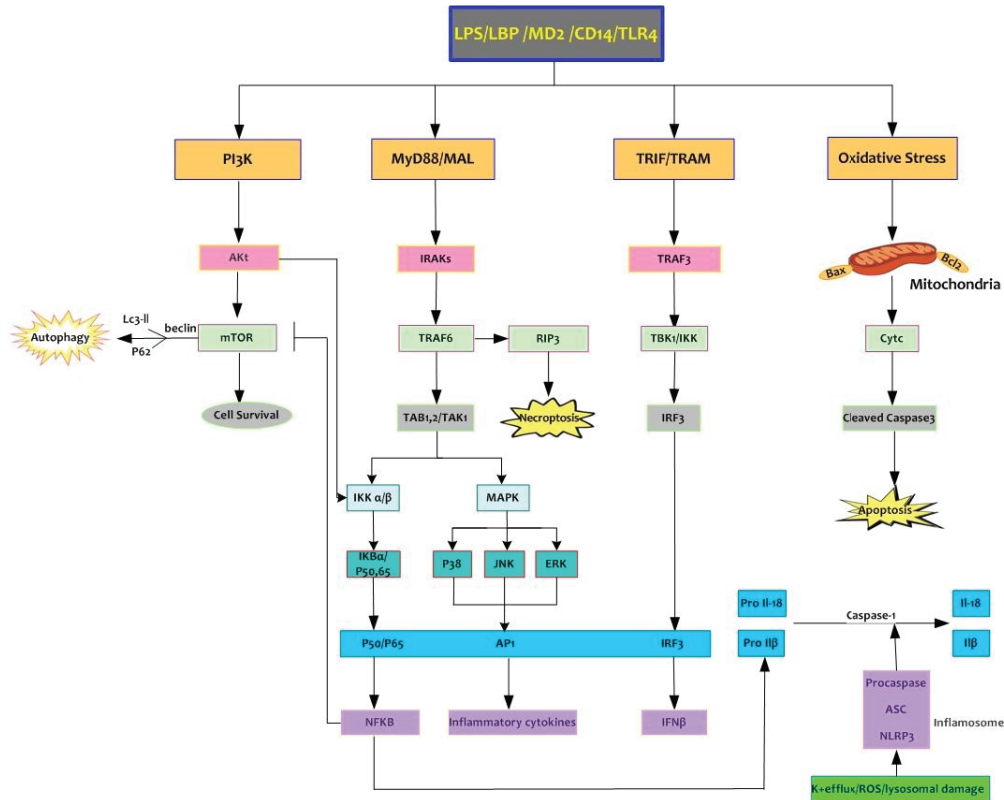 LPS/LBP /MD2 /CD14/TLR4
PI3K
MyD88/MAL
TRIF/TRAM
Oxidative Stress
AKt
IRAKs
TRAF3
Bax
Bcl2
Mitochondria
Lc3-ll
beclin
Autophagy
P62
mTOR
TRAF6
RIP3
TBK1/IKK
Cytc
Cell Survival
TAB1,2/TAK1
Necroptosis
IRF3
Cleaved Caspase3
IKK α/β
MAPK
Apoptosis
IKBα/
P50,65
P38
JNK
ERK
Pro Il-18
Caspase-1
Il-18
P50/P65
AP1
IRF3
Pro Ilβ
Ilβ
Procaspase
ASC
NLRP3
Inflamosome
NFKB
Inflammatory cytokines
IFNβ
K+efflux/ROS/lysosomal damage